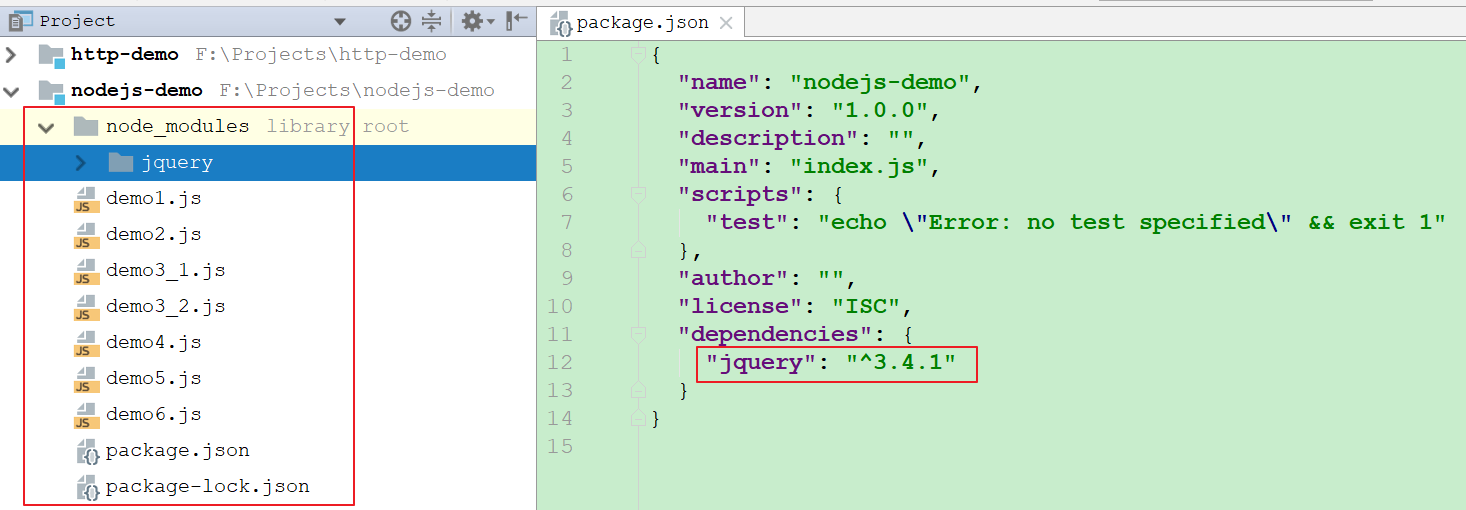 Project
http-demo F:\Projects\http-demo
nodejs-demo F:\Projects\nodejs-demo
node_modules library root
jquery
demo1.js
demo2.js
demo3_1.js
demo3_2.js
demo4.js
demo5.js
demo6.js
package.json
package-lock.json
package.json
1 {
2 "name": "nodejs-demo",
3 "version": "1.0.0",
4 "description": "",
5 "main": "index.js",
6 "scripts": {
7 "test": "echo \"Error: no test specified\" && exit 1"
8 },
9 "author": "",
10 "license": "ISC",
11 "dependencies": {
12 "jquery": "^3.4.1"
13 }
14 }
15